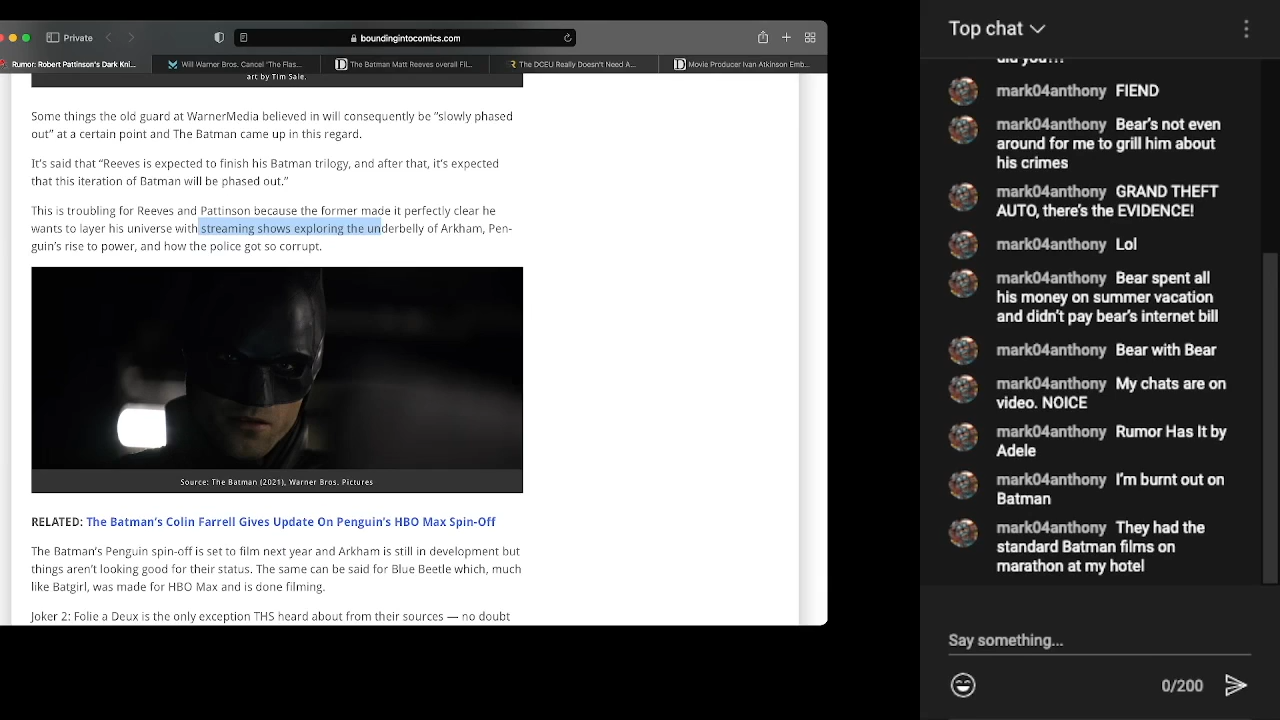 Private
boundingintocomics.com
Rumor: Robert Pattinson's Dark Kni...
Will Warner Bros. Cancel "The Flas...
The Batman Matt Reeves overall Fil...
The DCEU Really Doesn't Need A...
Movie Producer Ivan Atkinson Emb...
art by Tim Sale.
Some things the old guard at WarnerMedia believed in will consequently be "slowly phased
out" at a certain point and The Batman came up in this regard.
It's said that "Reeves is expected to finish his Batman trilogy, and after that, it's expected
that this iteration of Batman will be phased out."
This is troubling for Reeves and Pattinson because the former made it perfectly clear he
wants to layer his universe with streaming shows exploring the underbelly of Arkham, Pen-
guin's rise to power, and how the police got so corrupt.
Source: The Batman (2021), Warner Bros. Pictures
RELATED: The Batman's Colin Farrell Gives Update On Penguin's HBO Max Spin-Off
The Batman's Penguin spin-off is set to film next year and Arkham is still in development but
things aren't looking good for their status. The same can be said for Blue Beetle which, much
like Batgirl, was made for HBO Max and is done filming.
Joker 2: Folie a Deux is the only exception THS heard about from their sources — no doubt
Top chat
did you???
mark04anthony FIEND
mark04anthony Bear's not even
around for me to grill him about
his crimes
mark04anthony GRAND THEFT
AUTO, there's the EVIDENCE!
mark04anthony Lol
mark04anthony Bear spent all
his money on summer vacation
and didn't pay bear's internet bill
mark04anthony Bear with Bear
mark04anthony My chats are on
video. NOICE
mark04anthony Rumor Has It by
Adele
mark04anthony I'm burnt out on
Batman
mark04anthony They had the
standard Batman films on
marathon at my hotel
Say something...
0/200